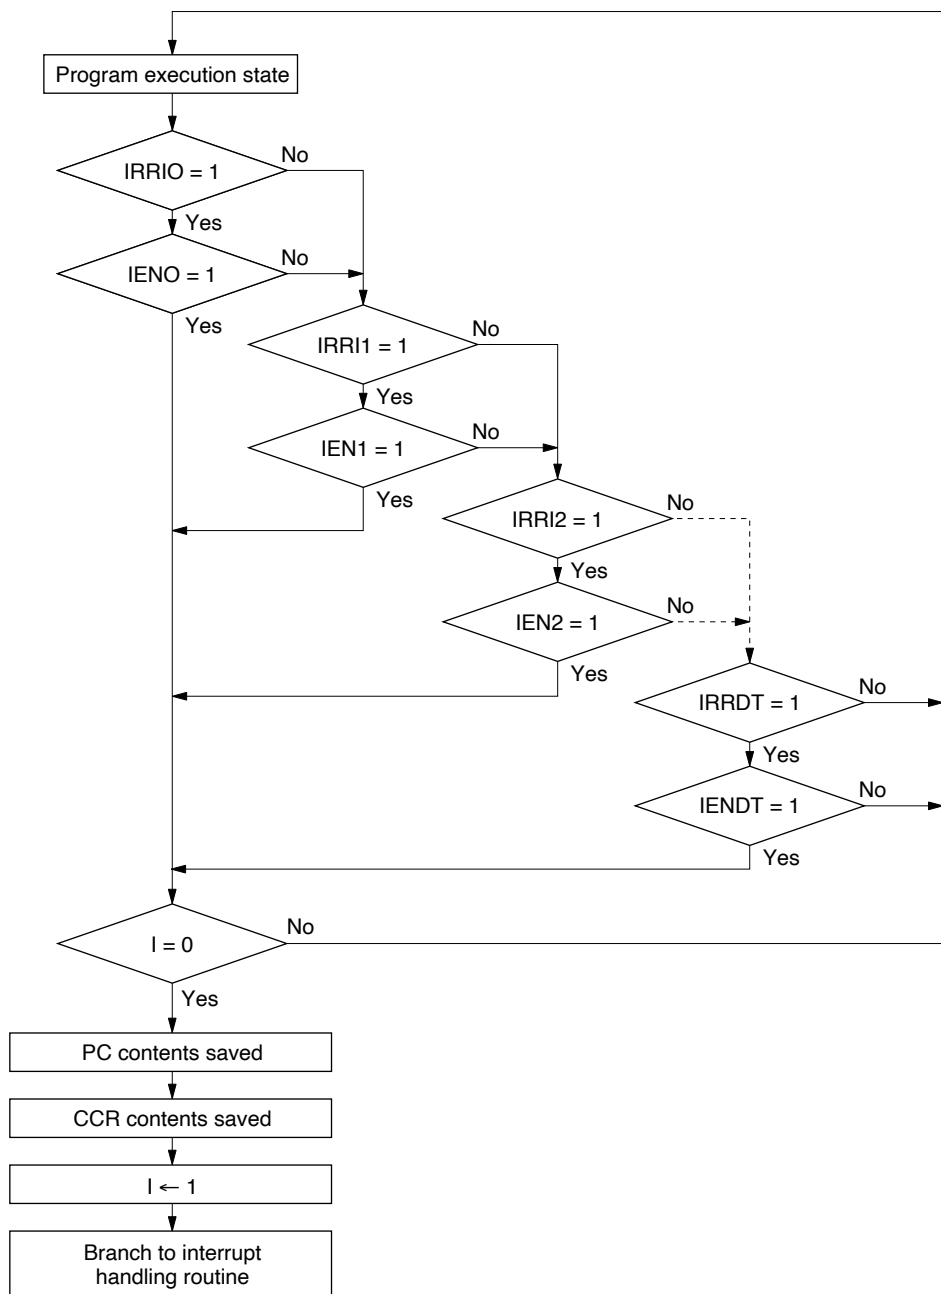 Program execution state
IRRIO = 1
No
Yes
IENO = 1
No
Yes
IRRI1 = 1
No
Yes
IEN1 = 1
No
Yes
IRRI2 = 1
No
Yes
IEN2 = 1
No
Yes
IRRDT = 1
No
Yes
IENDT = 1
No
Yes
I = 0
No
Yes
PC contents saved
CCR contents saved
I ← 1
Branch to interrupt
handling routine